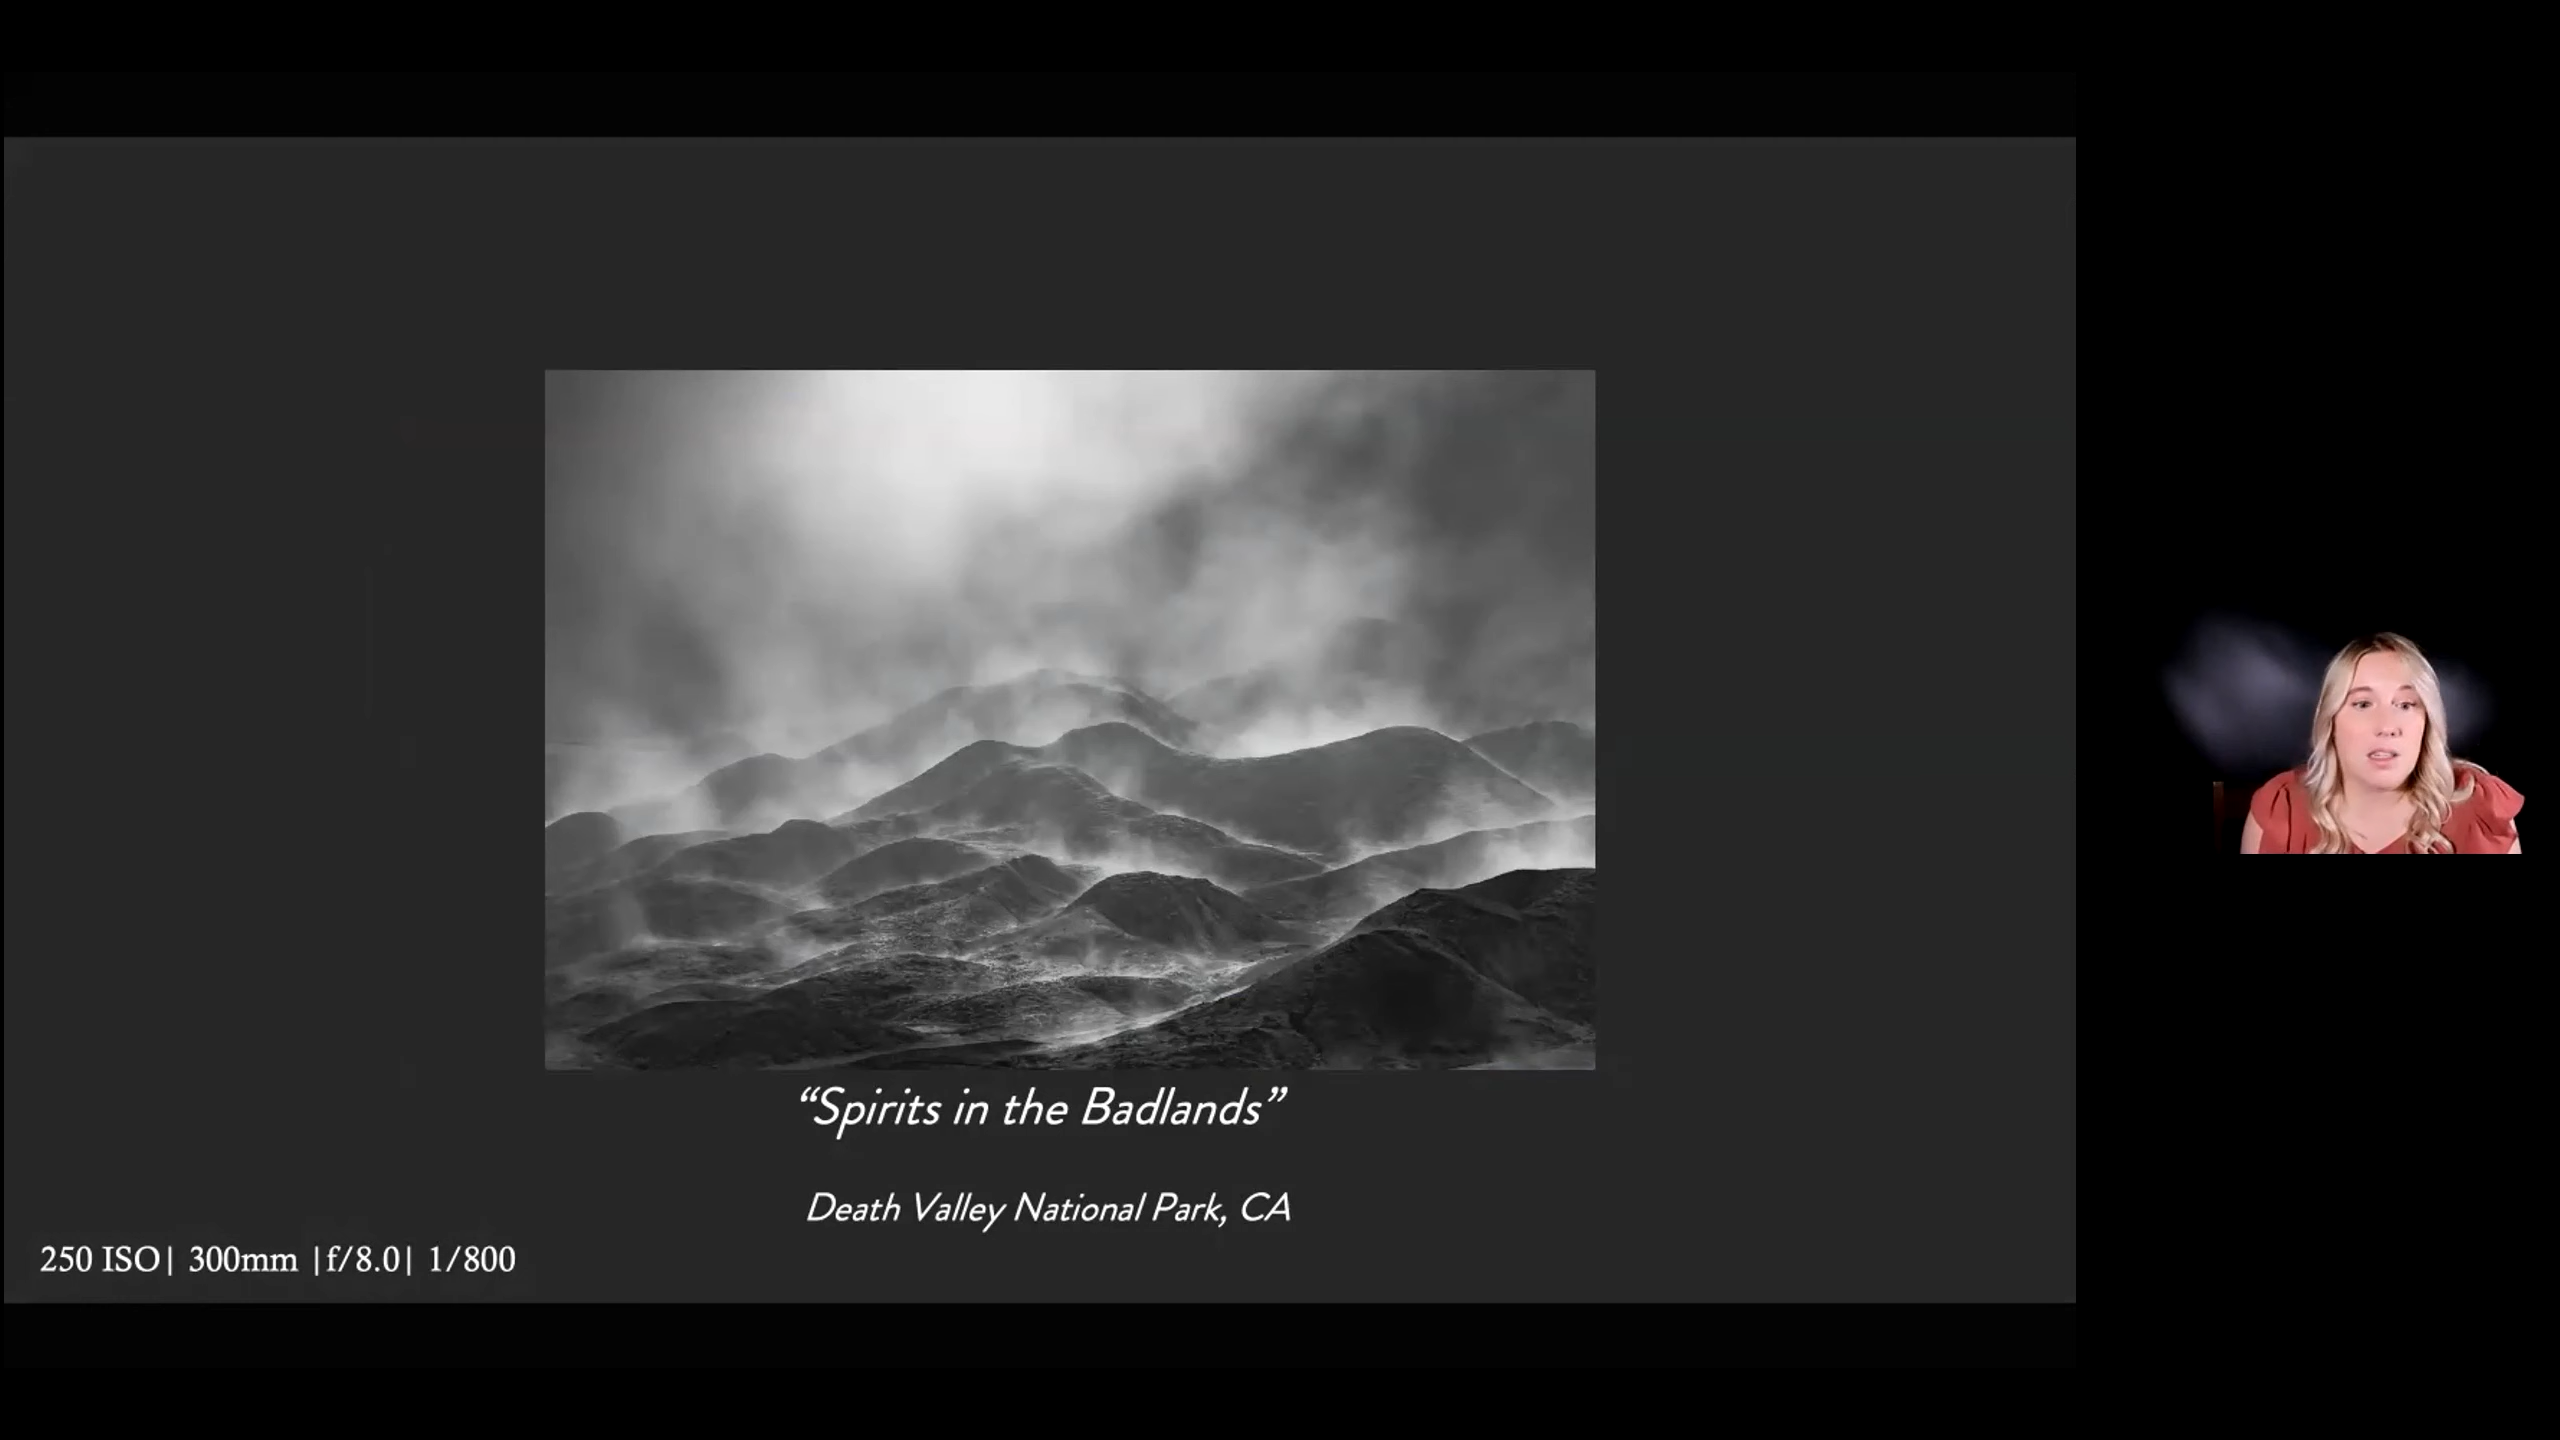 “Spirits in the Badlands”
Death Valley National Park, CA
250 ISO| 300mm |f/8.0| 1/800